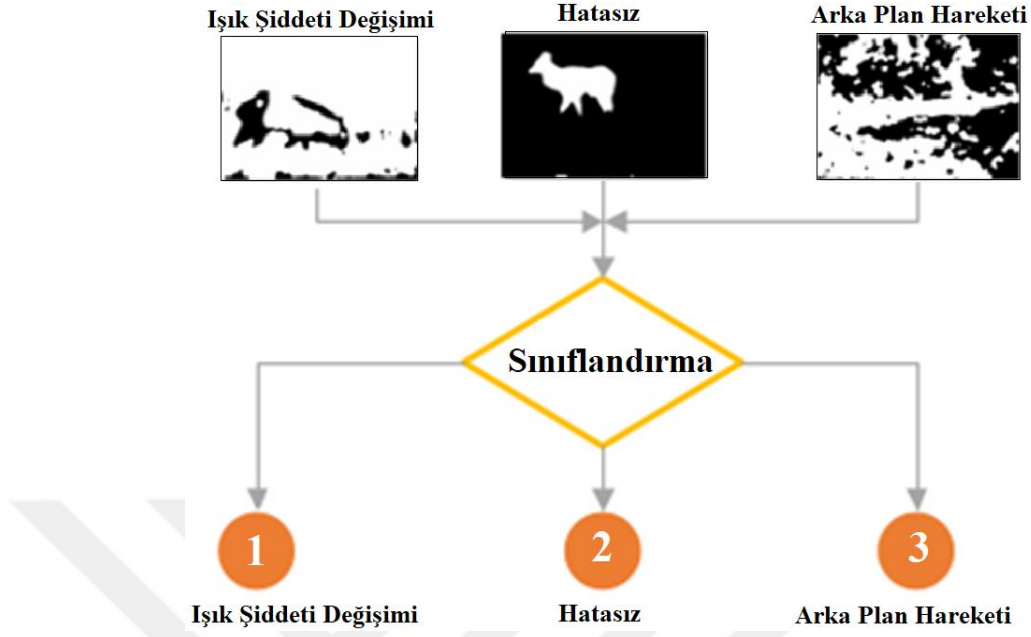 Işık Şiddeti Değişimi
Hatasız
Arka Plan Hareketi
Sınıflandırma
1
2
3
Işık Şiddeti Değişimi
Hatasız
Arka Plan Hareketi